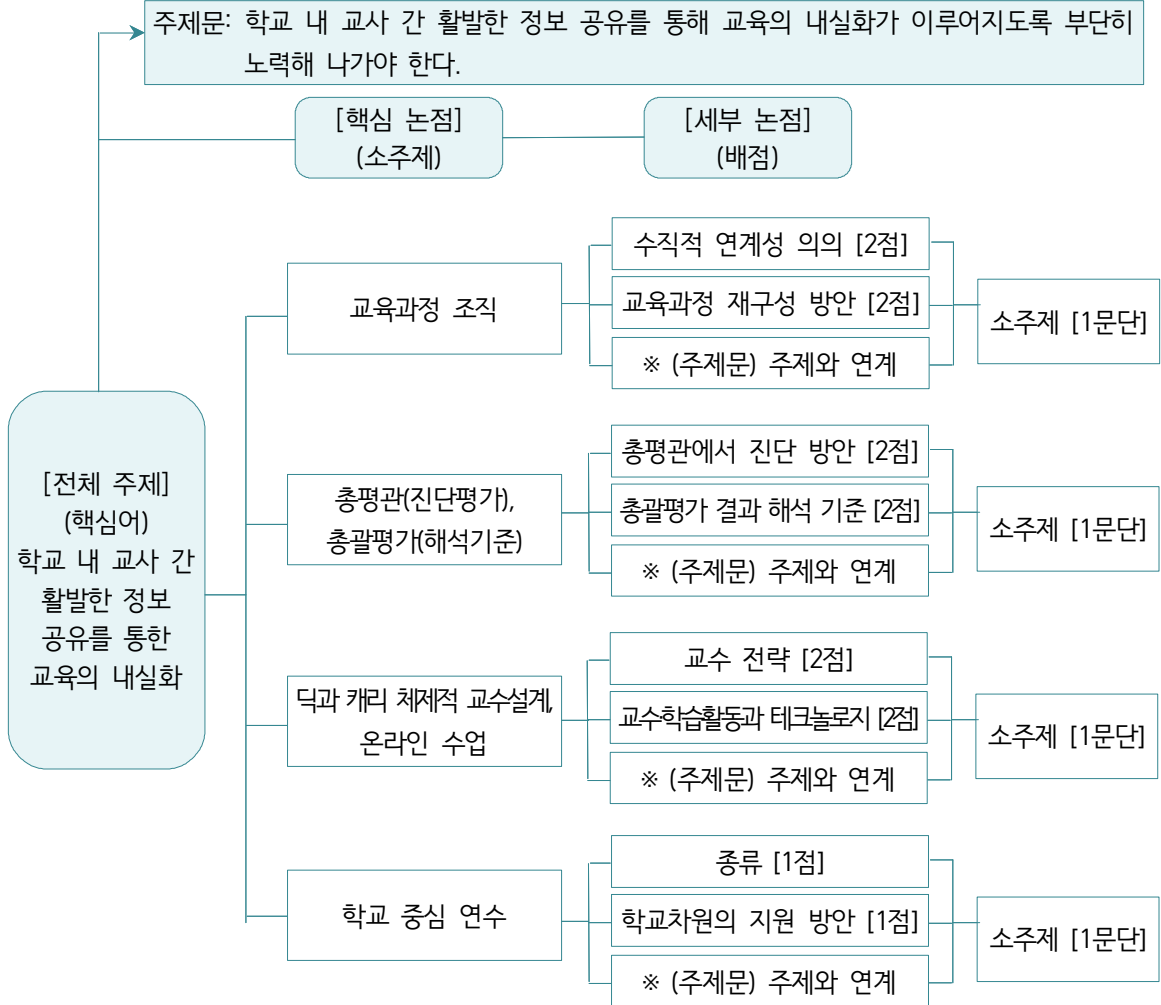 주제문: 학교 내 교사 간 활발한 정보 공유를 통해 교육의 내실화가 이루어지도록 부단히
노력해 나가야 한다.
[핵심 논점]
(소주제)
[세부 논점]
(배점)
[전체 주제]
(핵심어)
학교 내 교사 간
활발한 정보
공유를 통한
교육의 내실화
교육과정 조직
수직적 연계성 의의 [2점]
교육과정 재구성 방안 [2점]
※ (주제문) 주제와 연계
소주제 [1문단]
총평관(진단평가),
총괄평가(해석기준)
총평관에서 진단 방안 [2점]
총괄평가 결과 해석 기준 [2점]
※ (주제문) 주제와 연계
소주제 [1문단]
딕과 캐리 체제적 교수설계,
온라인 수업
교수 전략 [2점]
교수학습활동과 테크놀로지 [2점]
※ (주제문) 주제와 연계
소주제 [1문단]
학교 중심 연수
종류 [1점]
학교차원의 지원 방안 [1점]
※ (주제문) 주제와 연계
소주제 [1문단]